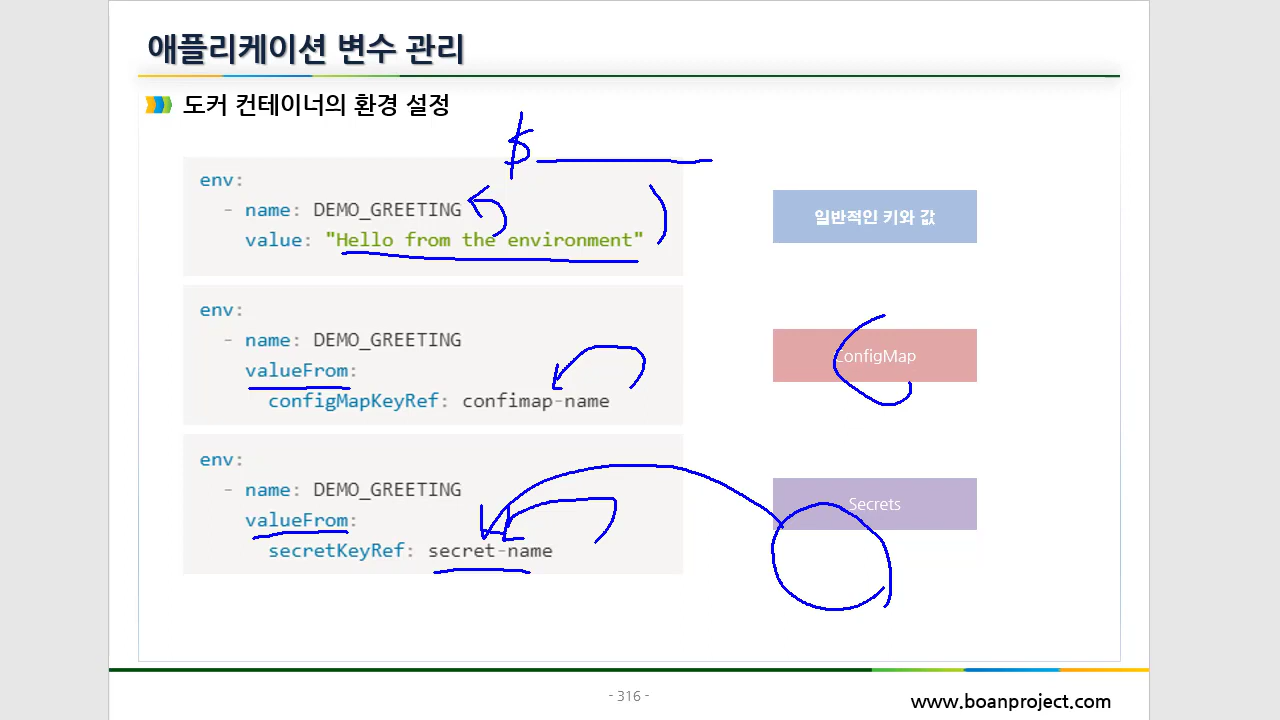 애플리케이션 변수 관리
도커 컨테이너의 환경 설정
$
env:
- name: DEMO_GREETING
value: "Hello from the environment"
일반적인 키와 값
env:
- name: DEMO_GREETING
valueFrom:
configMapKeyRef: confimap-name
ConfigMap
env:
- name: DEMO_GREETING
valueFrom:
secretKeyRef: secret-name
Secrets
- 316 -
www.boanproject.com